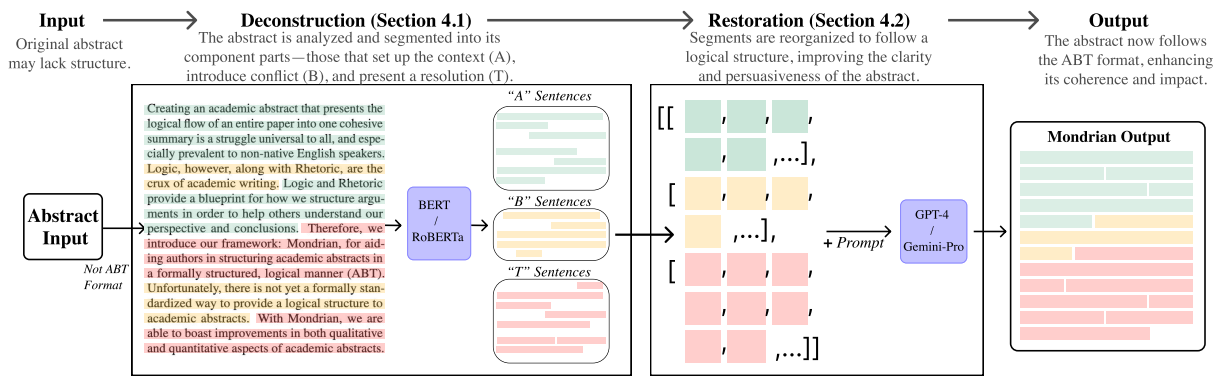 Input
Original abstract
may lack structure.
Deconstruction (Section 4.1)
The abstract is analyzed and segmented into its
component parts—those that set up the context (A),
introduce conflict (B), and present a resolution (T).
Restoration (Section 4.2)
Segments are reorganized to follow a
logical structure, improving the clarity
and persuasiveness of the abstract.
Output
The abstract now follows
the ABT format, enhancing
its coherence and impact.
Abstract
Input
Not ABT
Format
Creating an academic abstract that presents the
logical flow of an entire paper into one cohesive
summary is a struggle universal to all, and espe-
cially prevalent to non-native English speakers.
Logic, however, along with Rhetoric, are the
crux of academic writing. Logic and Rhetoric
provide a blueprint for how we structure argu-
ments in order to help others understand our
perspective and conclusions. Therefore, we
introduce our framework: Mondrian, for aid-
ing authors in structuring academic abstracts in
a formally structured, logical manner (ABT).
Unfortunately, there is not yet a formally stan-
dardized way to provide a logical structure to
academic abstracts. With Mondrian, we are
able to boast improvements in both qualitative
and quantitative aspects of academic abstracts.
BERT
/
RoBERTa
"A" Sentences
"B" Sentences
"T" Sentences
[[ , , ,
, ,...],
[ , , ,
,...],
[ , , ,
, , ,
, ,...]]
+ Prompt
GPT-4
/
Gemini-Pro
Mondrian Output